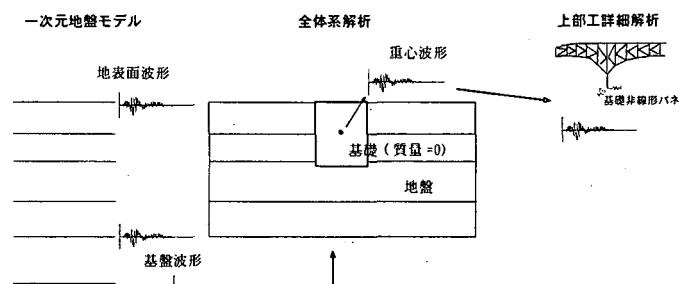 一次元地盤モデル
全体系解析
上部工詳細解析
重心波形
地表面波形
基礎非線形バネ
基礎(質量=0)
地盤
基盤波形